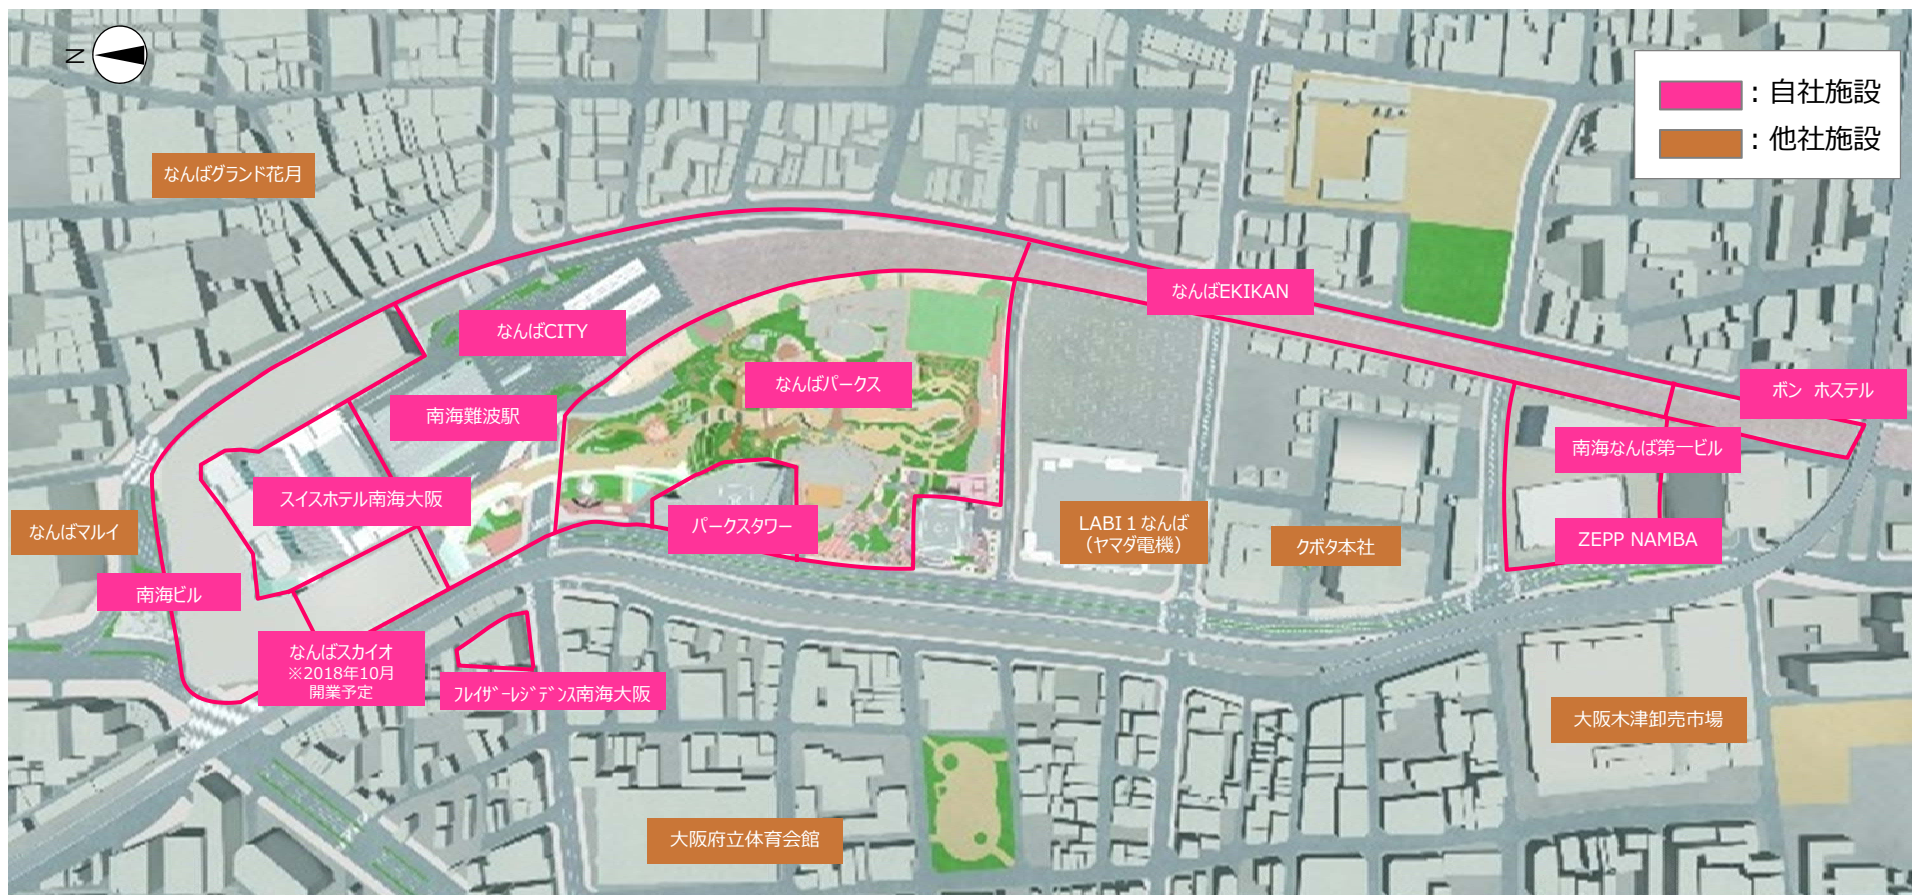 N
：自社施設
：他社施設
なんばグランド花月
なんばEKIKAN
なんばCITY
なんばパークス
ボン ホステル
南海難波駅
南海なんば第一ビル
スイスホテル南海大阪
なんばマルイ
パークスタワー
LABI１なんば
（ヤマダ電機）
クボタ本社
ZEPP NAMBA
南海ビル
なんばスカイオ
※2018年10月
開業予定
ﾌﾚｲｻﾞｰﾚｼﾞﾃﾞﾝｽ南海大阪
大阪木津卸売市場
大阪府立体育会館